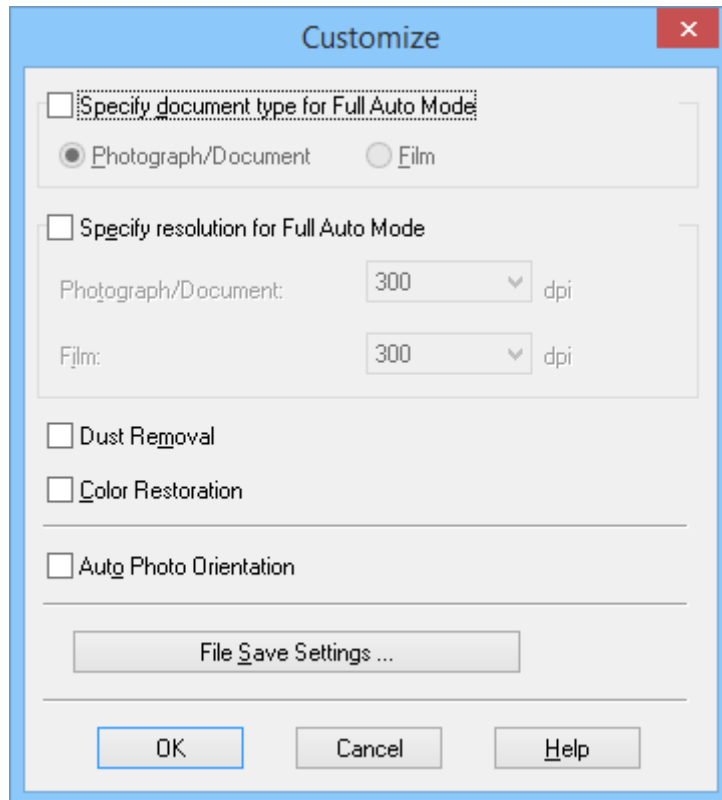 Customize
Specify document type for Full Auto Mode
Photograph/Document Film
Specify resolution for Full Auto Mode
Photograph/Document: 300 dpi
Film: 300 dpi
Dust Removal
Color Restoration
Auto Photo Orientation
File Save Settings ...
OK Cancel Help